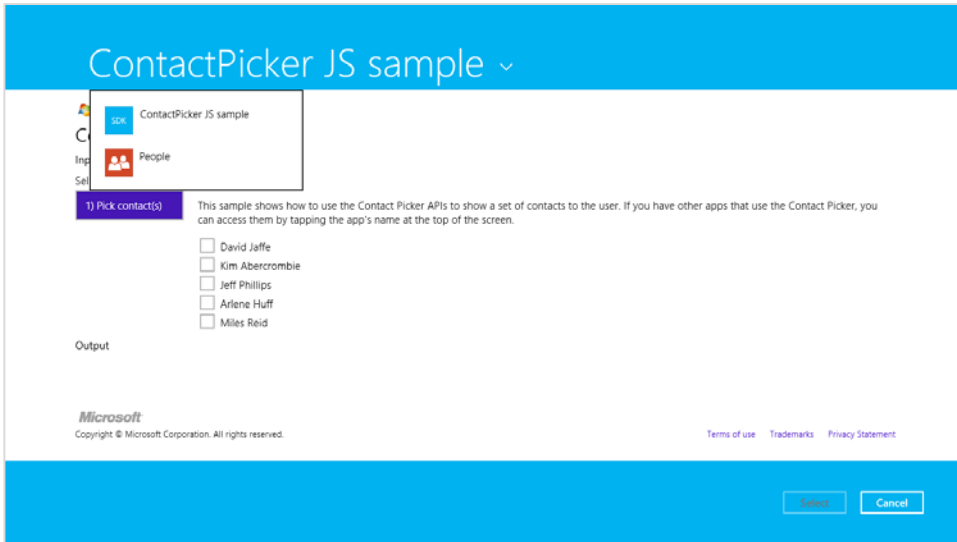 ContactPicker JS sample
SDK
ContactPicker JS sample
People
C
Inp
Sel
1) Pick contact(s)
This sample shows how to use the Contact Picker APIs to show a set of contacts to the user. If you have other apps that use the Contact Picker, you
can access them by tapping the app's name at the top of the screen.
David Jaffe
Kim Abercrombie
Jeff Phillips
Arlene Huff
Miles Reid
Output
Microsoft
Copyright © Microsoft Corporation. All rights reserved.
Terms of use Trademarks Privacy Statement
Select Cancel